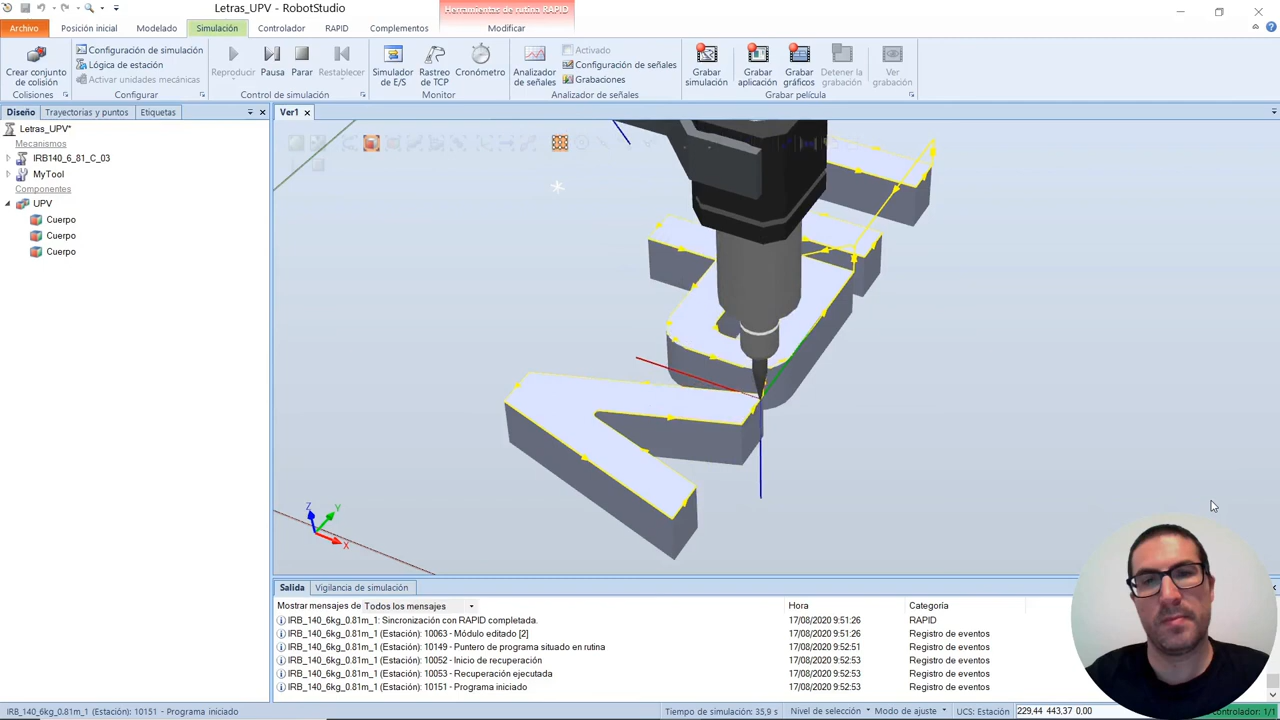 Letras_UPV - RobotStudio
Herramientas de rutina RAPID
Archivo Posición inicial Modelado Simulación Controlador RAPID Complementos Modificar
Crear conjunto de colisión
Colisiones
Configuración de simulación
Lógica de estación
Activar unidades mecánicas
Configurar
Reproducir Pausa Parar Restablecer
Control de simulación
Simulador de E/S
Rastreo de TCP
Cronómetro
Monitor
Analizador de señales
Activado
Configuración de señales
Grabaciones
Analizador de señales
Grabar simulación
Grabar aplicación
Grabar gráficos
Detener la grabación
Ver grabación
Grabar película
Diseño Trayectorias y puntos Etiquetas
Ver1
Letras_UPV*
Mecanismos
IRB140_6_81_C_03
MyTool
Componentes
UPV
Cuerpo
Cuerpo
Cuerpo
Z
Y
X
Salida Vigilancia de simulación
Mostrar mensajes de Todos los mensajes Hora Categoría
IRB_140_6kg_0.81m_1: Sincronización con RAPID completada. 17/08/2020 9:51:26 RAPID
IRB_140_6kg_0.81m_1 (Estación): 10063 - Módulo editado [2] 17/08/2020 9:51:26 Registro de eventos
IRB_140_6kg_0.81m_1 (Estación): 10149 - Puntero de programa situado en rutina 17/08/2020 9:52:51 Registro de eventos
IRB_140_6kg_0.81m_1 (Estación): 10052 - Inicio de recuperación 17/08/2020 9:52:53 Registro de eventos
IRB_140_6kg_0.81m_1 (Estación): 10053 - Recuperación ejecutada 17/08/2020 9:52:53 Registro de eventos
IRB_140_6kg_0.81m_1 (Estación): 10151 - Programa iniciado 17/08/2020 9:52:53 Registro de eventos
IRB_140_6kg_0.81m_1 (Estación): 10151 - Programa iniciado Tiempo de simulación: 35,9 s Nivel de selección Modo de ajuste UCS: Estación 229,44 443,37 0,00 controlador: 1/1